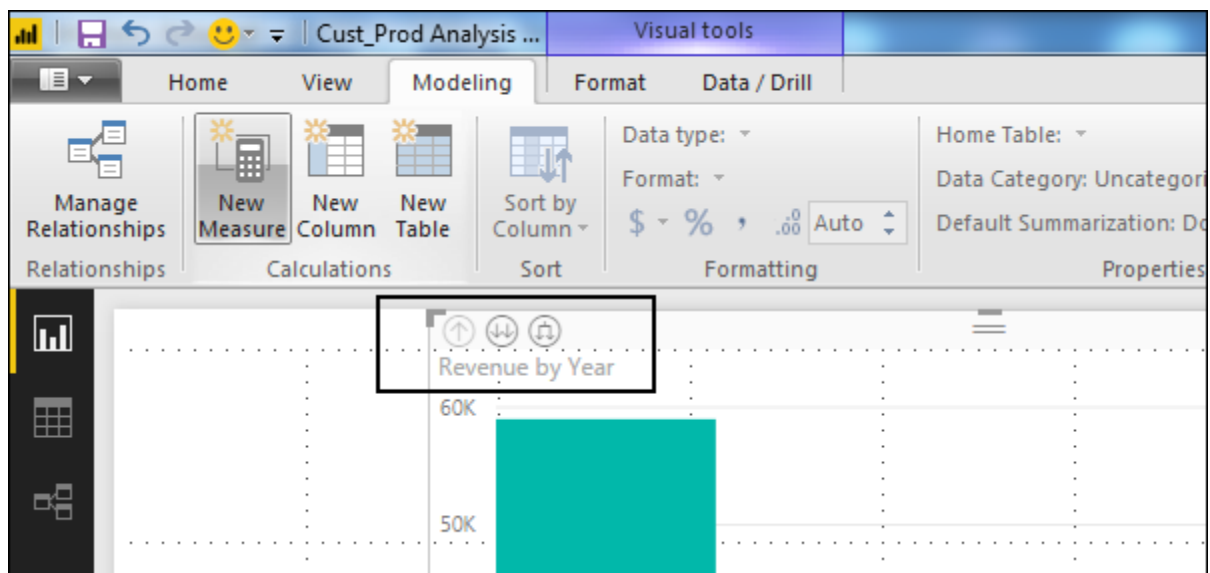 Cust_Prod Analysis ... Visual tools
Home View Modeling Format Data / Drill
Manage Relationships
New Measure
New Column
New Table
Sort by Column
Data type:
Format:
$ % , .00 Auto
Home Table:
Data Category: Uncategori
Default Summarization: Do
Relationships Calculations Sort Formatting Properties
Revenue by Year
60K
50K